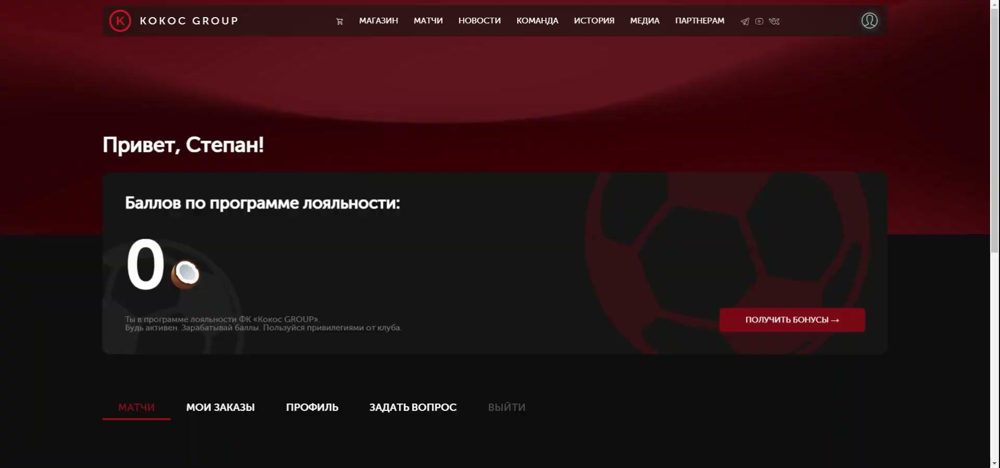 К КОКОС GROUP МАГАЗИН МАТЧИ НОВОСТИ КОМАНДА ИСТОРИЯ МЕДИА ПАРТНЕРАМ
Привет, Степан!
Баллов по программе лояльности:
0
Ты в программе лояльности ФК «Кокос GROUP».
Будь активен. Зарабатывай баллы. Пользуйся привилегиями от клуба.
ПОЛУЧИТЬ БОНУСЫ →
МАТЧИ МОИ ЗАКАЗЫ ПРОФИЛЬ ЗАДАТЬ ВОПРОС ВЫЙТИ